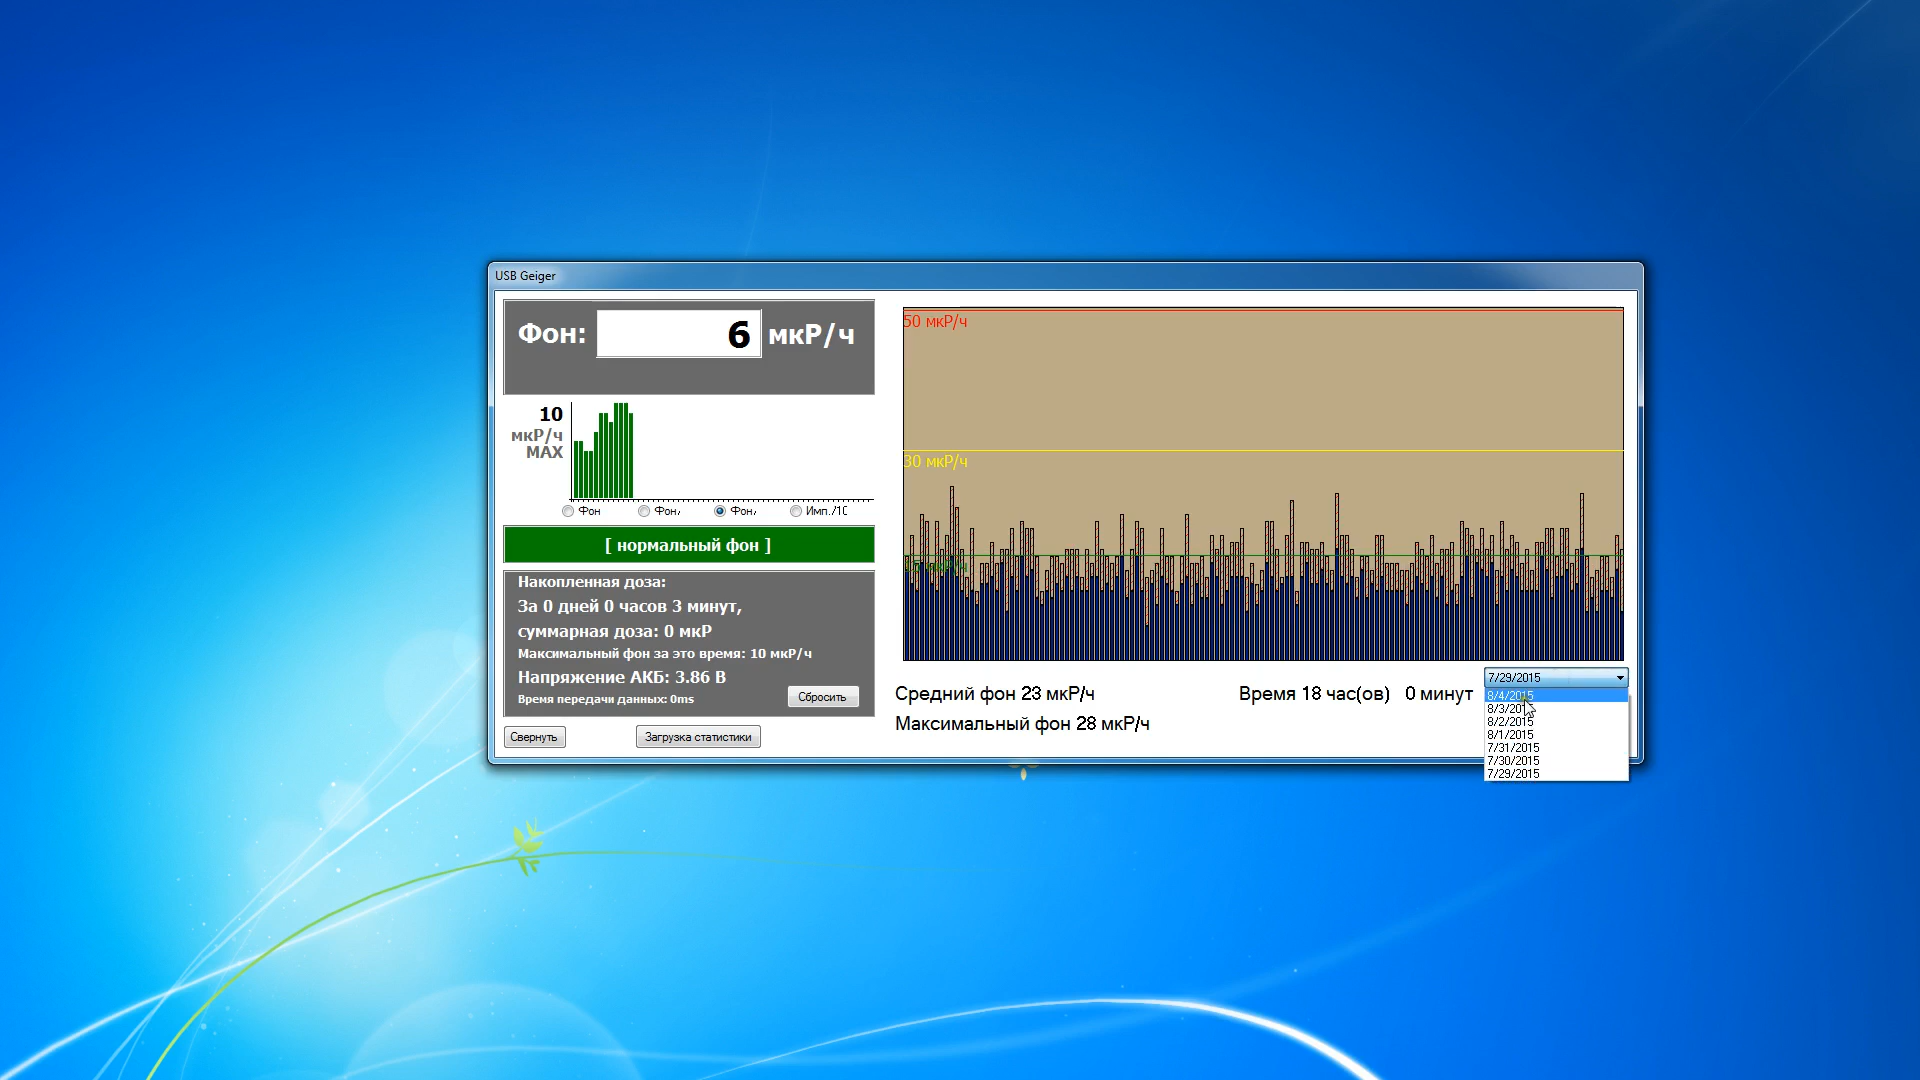 USB Geiger
Фон: 6 мкР/ч
10
мкР/ч
MAX
Фон Фон, Фон, Имп./10
[ нормальный фон ]
Накопленная доза:
За 0 дней 0 часов 3 минут,
суммарная доза: 0 мкР
Максимальный фон за это время: 10 мкР/ч
Напряжение АКБ: 3.86 В
Время передачи данных: 0ms
Сбросить
Свернуть
Загрузка статистики
50 мкР/ч
30 мкР/ч
Средний фон 23 мкР/ч
Максимальный фон 28 мкР/ч
Время 18 час(ов) 0 минут
7/29/2015
8/4/2015
8/3/2015
8/2/2015
8/1/2015
7/31/2015
7/30/2015
7/29/2015